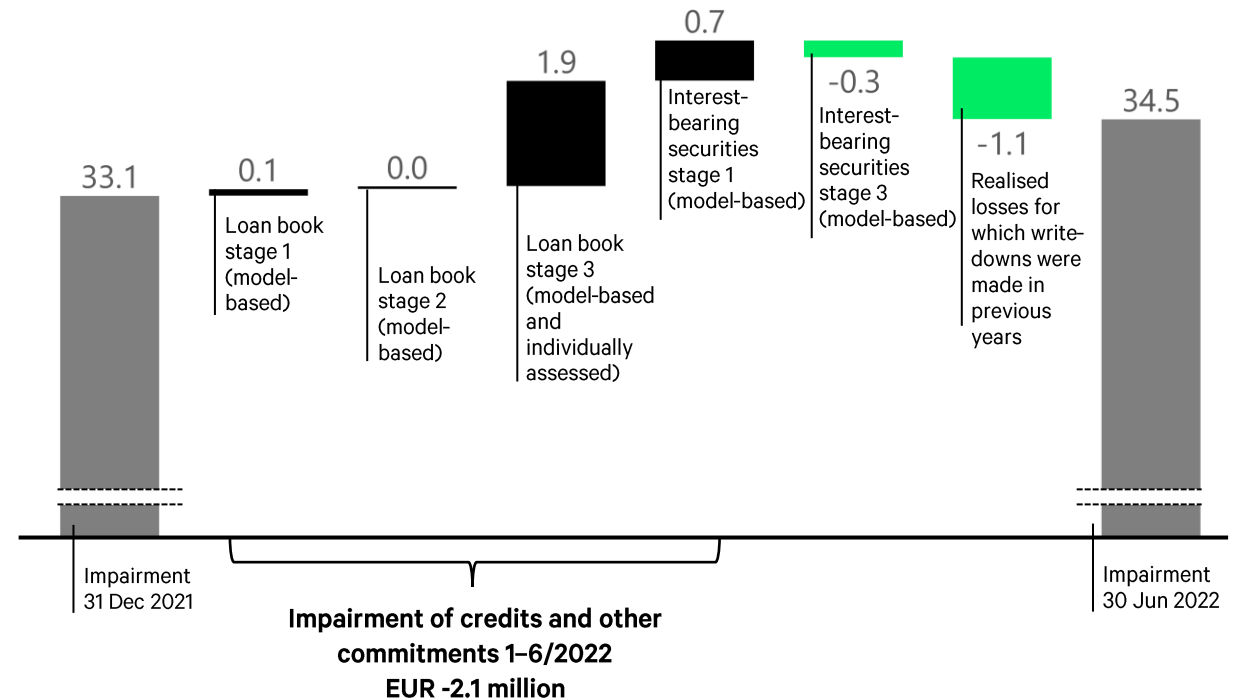 33.1
Impairment
31 Dec 2021
0.1
Loan book
stage 1
(model-
based)
0.0
Loan book
stage 2
(model-
based)
1.9
Loan book
stage 3
(model-based
and
individually
assessed)
0.7
Interest-
bearing
securities
stage 1
(model-based)
-0.3
Interest-
bearing
securities
stage 3
(model-based)
-1.1
Realised
losses for
which write-
downs were
made in
previous
years
34.5
Impairment
30 Jun 2022
Impairment of credits and other
commitments 1–6/2022
EUR -2.1 million